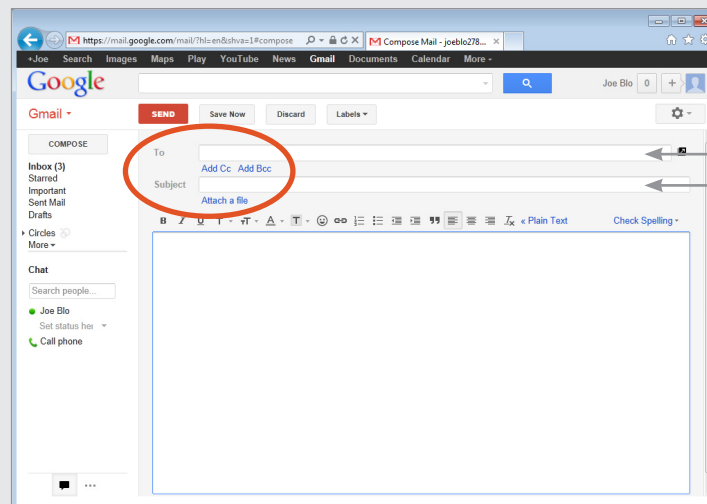 https://mail.google.com/mail/?hl=en&shva=1#compose
Compose Mail - joeblo278...
+Joe Search Images Maps Play YouTube News Gmail Documents Calendar More
Google
Joe Blo 0 +
Gmail
SEND Save Now Discard Labels
COMPOSE
To
Add Cc Add Bcc
Inbox (3)
Starred
Subject
Important
Sent Mail
Attach a file
Drafts
B I U T T A T « Plain Text Check Spelling
Circles
More
Chat
Search people...
Joe Blo
Set status her
Call phone